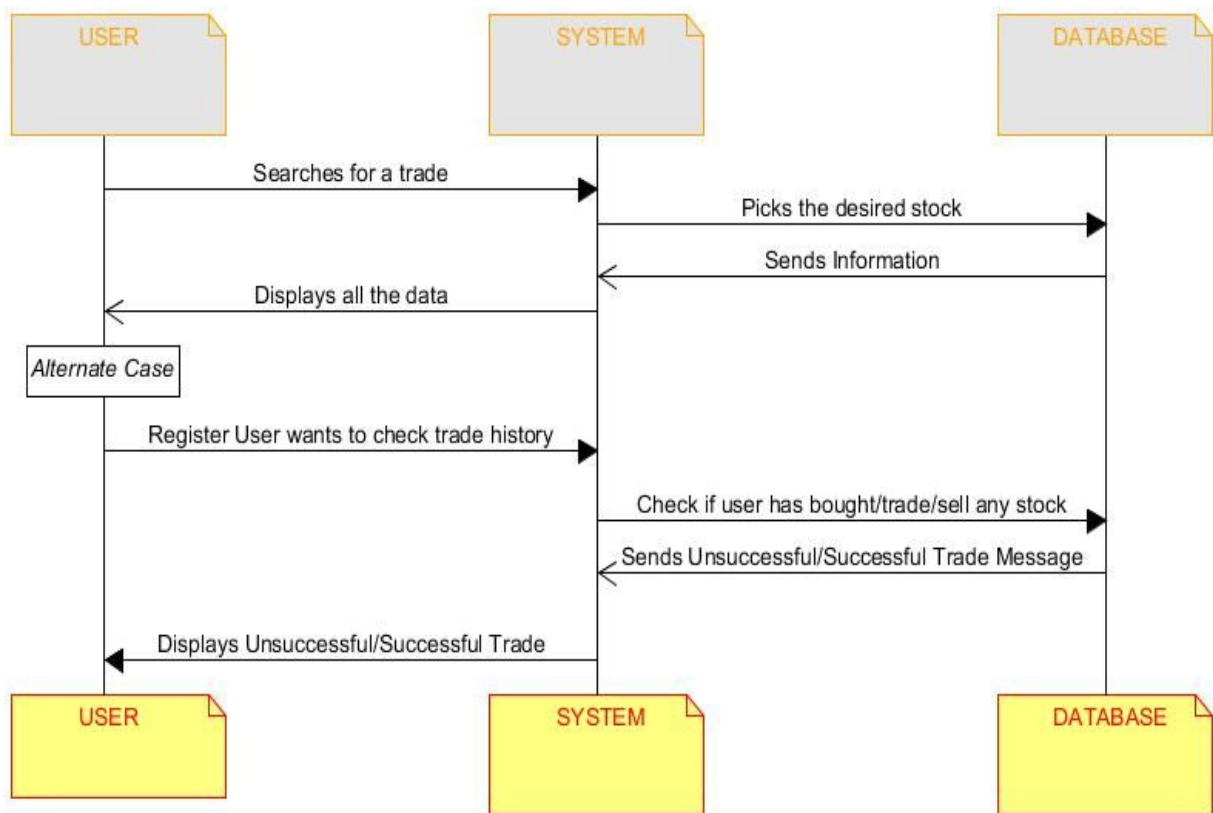 USER
SYSTEM
DATABASE
Searches for a trade
Picks the desired stock
Sends Information
Displays all the data
Alternate Case
Register User wants to check trade history
Check if user has bought/trade/sell any stock
Sends Unsuccessful/Successful Trade Message
Displays Unsuccessful/Successful Trade
USER
SYSTEM
DATABASE